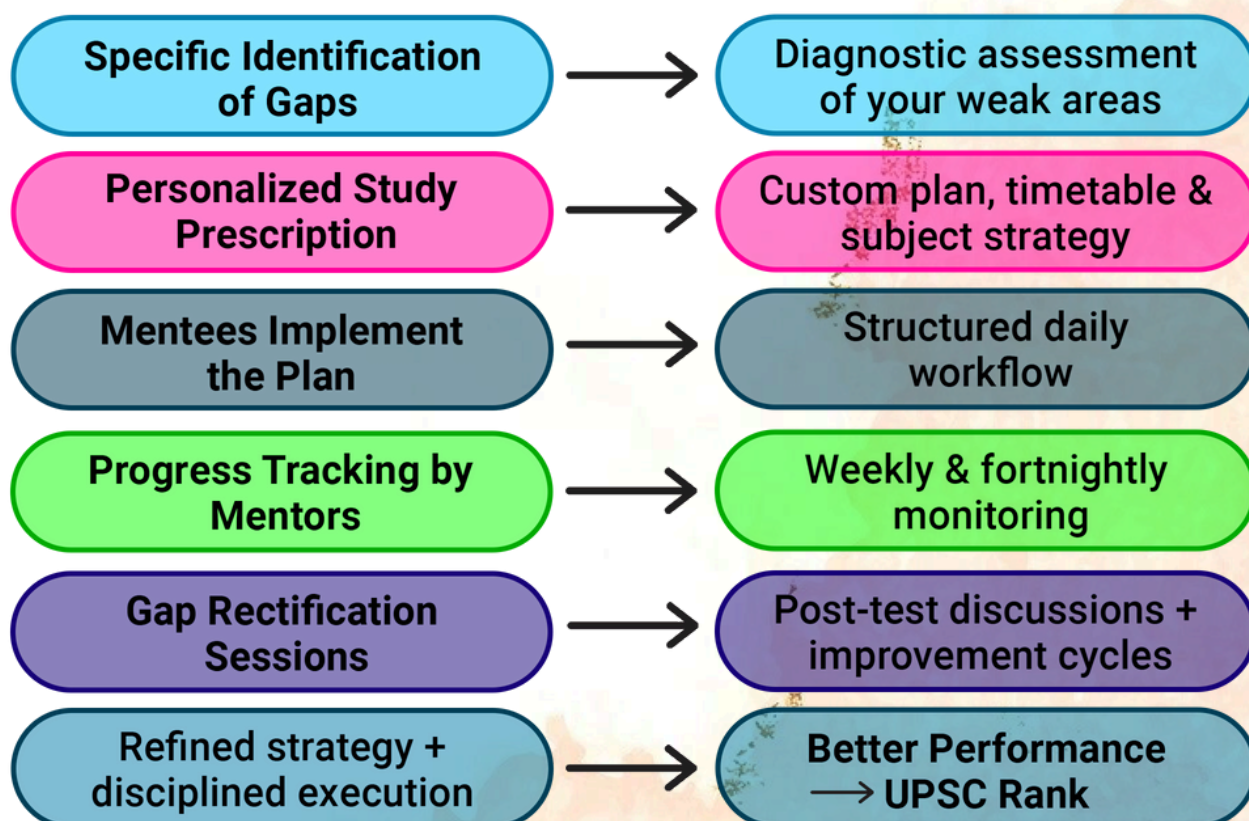 Specific Identification
of Gaps
Diagnostic assessment
of your weak areas
Personalized Study
Prescription
Custom plan, timetable &
subject strategy
Mentees Implement
the Plan
Structured daily
workflow
Progress Tracking by
Mentors
Weekly & fortnightly
monitoring
Gap Rectification
Sessions
Post-test discussions +
improvement cycles
Refined strategy +
disciplined execution
Better Performance
→ UPSC Rank